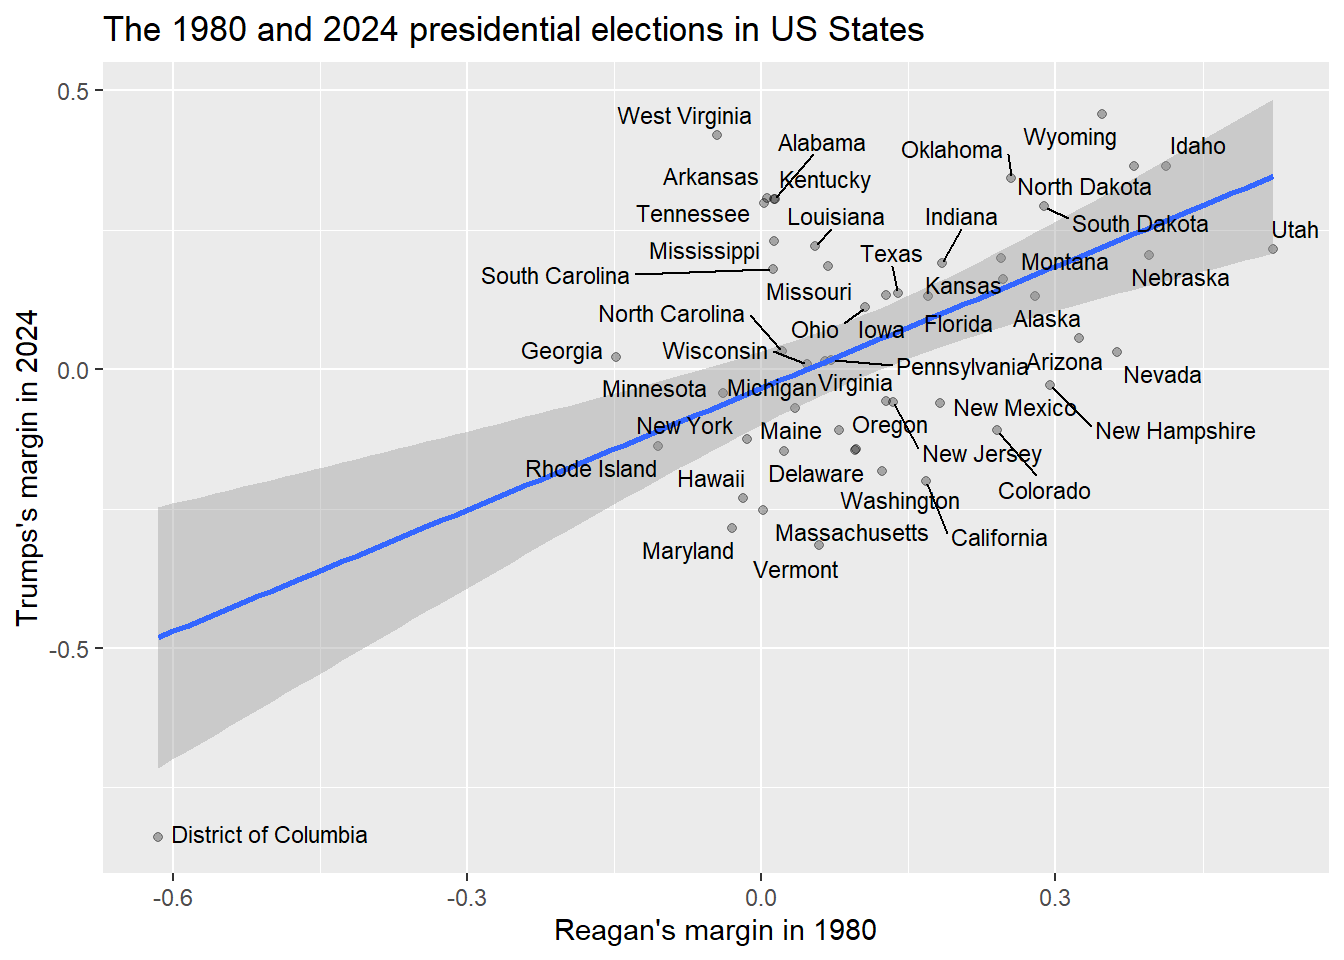 The 1980 and 2024 presidential elections in US States
0.5
West Virginia
Alabama
Wyoming
Oklahoma
Idaho
Arkansas
Kentucky
North Dakota
Tennessee
Louisiana
Indiana
South Dakota
Utah
Mississippi
Texas
Montana
South Carolina
Nebraska
Missouri
Kansas
North Carolina
Ohio
Iowa
Florida
Alaska
Georgia
Wisconsin
Pennsylvania
Arizona
0.0
Minnesota
Michigan
Virginia
Nevada
New Mexico
New York
Maine
Oregon
New Hampshire
New Jersey
Rhode Island
Hawaii
Delaware
Colorado
Washington
Massachusetts
California
Maryland
Vermont
Trumps's margin in 2024
-0.5
District of Columbia
-0.6
-0.3
0.0
0.3
Reagan's margin in 1980